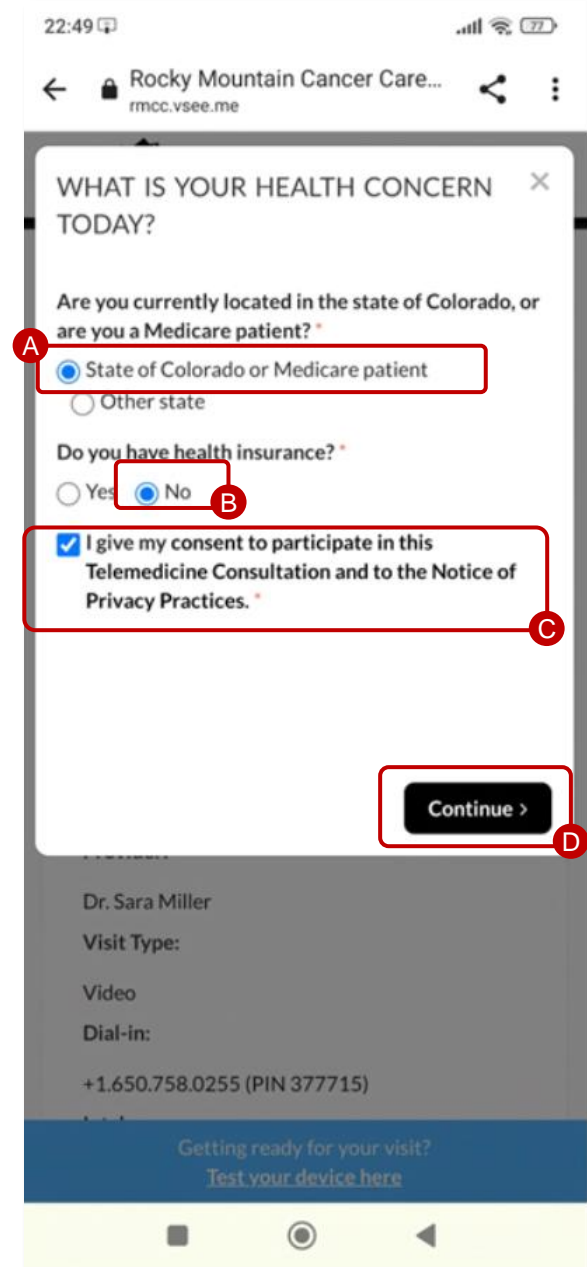 22:49
77
Rocky Mountain Cancer Care...
rmcc.vsee.me
WHAT IS YOUR HEALTH CONCERN
TODAY?
Are you currently located in the state of Colorado, or
are you a Medicare patient? *
A
State of Colorado or Medicare patient
Other state
Do you have health insurance? *
Yes No
B
I give my consent to participate in this
Telemedicine Consultation and to the Notice of
Privacy Practices. *
C
Continue >
D
Dr. Sara Miller
Visit Type:
Video
Dial-in:
+1.650.758.0255 (PIN 377715)
Getting ready for your visit?
Test your device here